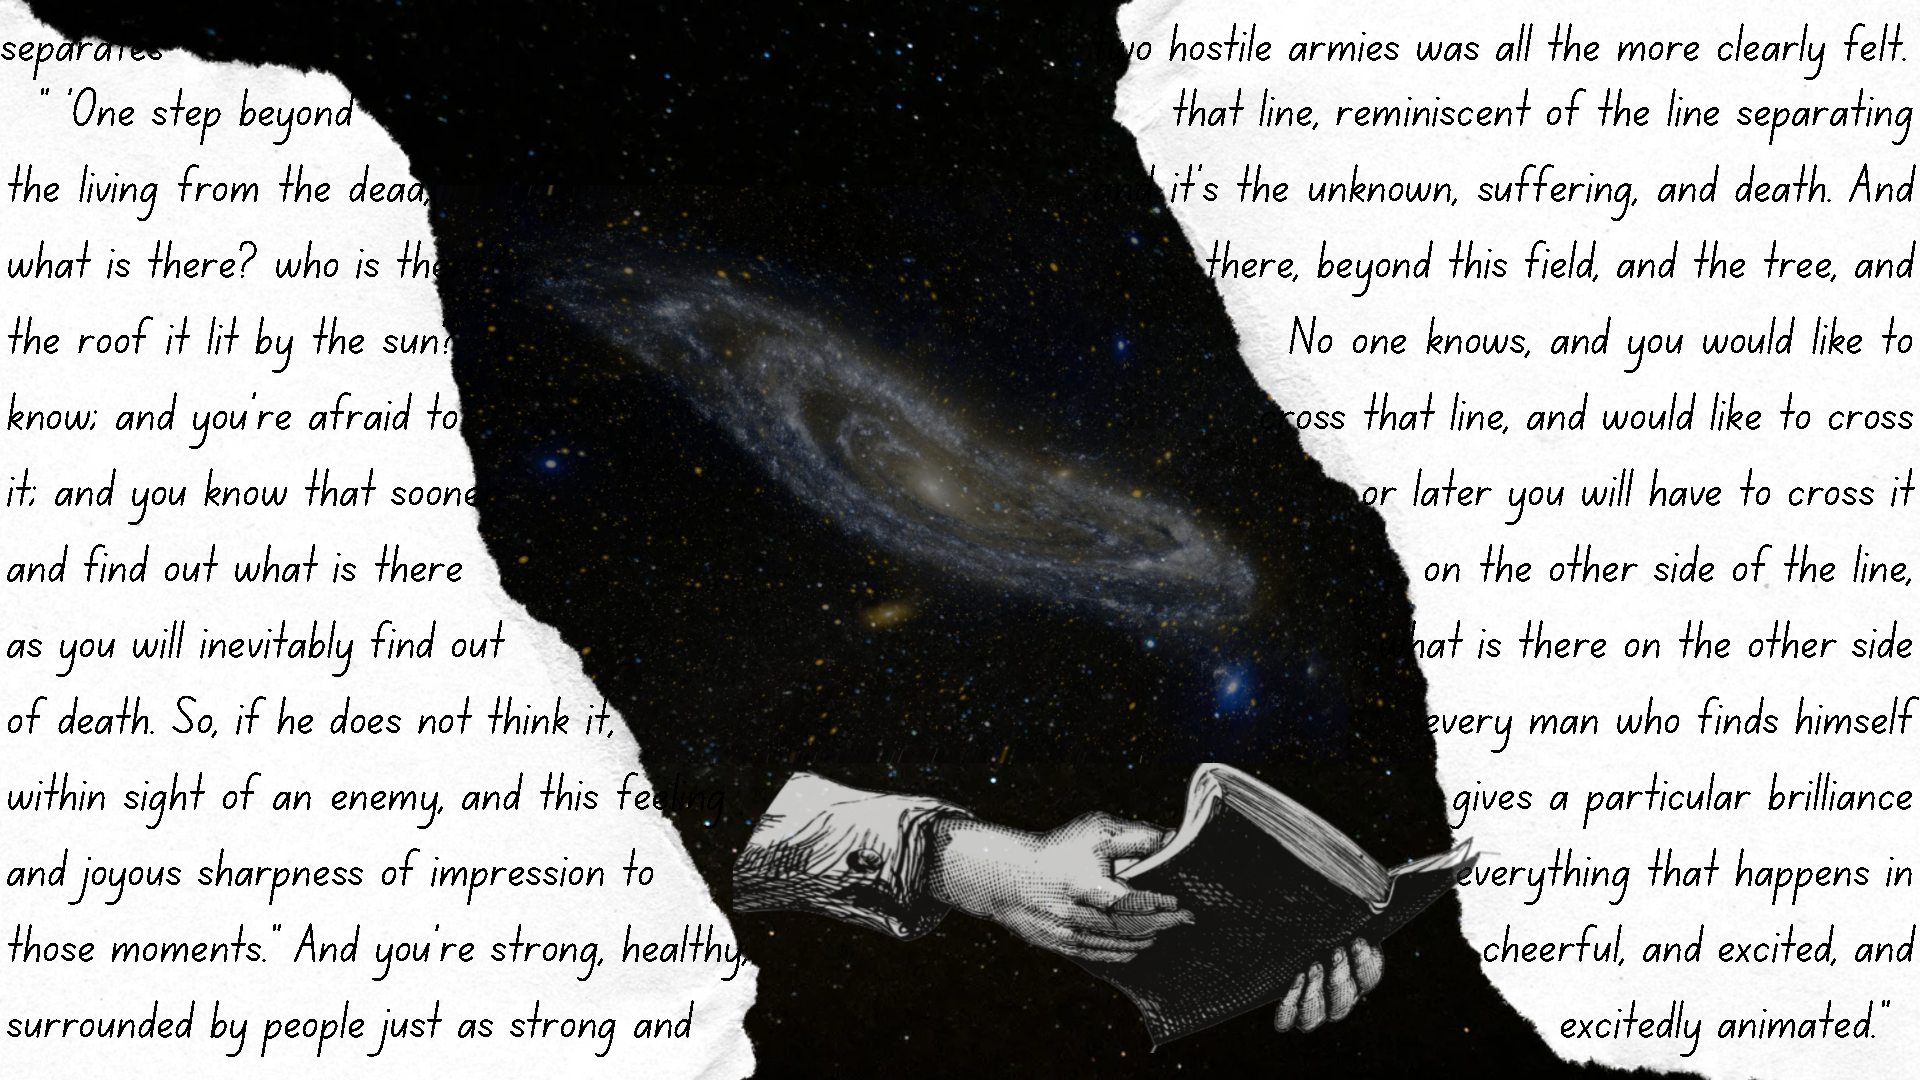 separates two hostile armies was all the more clearly felt.
" 'One step beyond that line, reminiscent of the line separating
the living from the dead, and it's the unknown, suffering, and death. And
what is there? who is there there, beyond this field, and the tree, and
the roof it lit by the sun? No one knows, and you would like to
know; and you're afraid to cross that line, and would like to cross
it; and you know that sooner or later you will have to cross it
and find out what is there on the other side of the line,
as you will inevitably find out what is there on the other side
of death. So, if he does not think it, every man who finds himself
within sight of an enemy, and this feeling gives a particular brilliance
and joyous sharpness of impression to everything that happens in
those moments." And you're strong, healthy, cheerful, and excited, and
surrounded by people just as strong and excitedly animated."